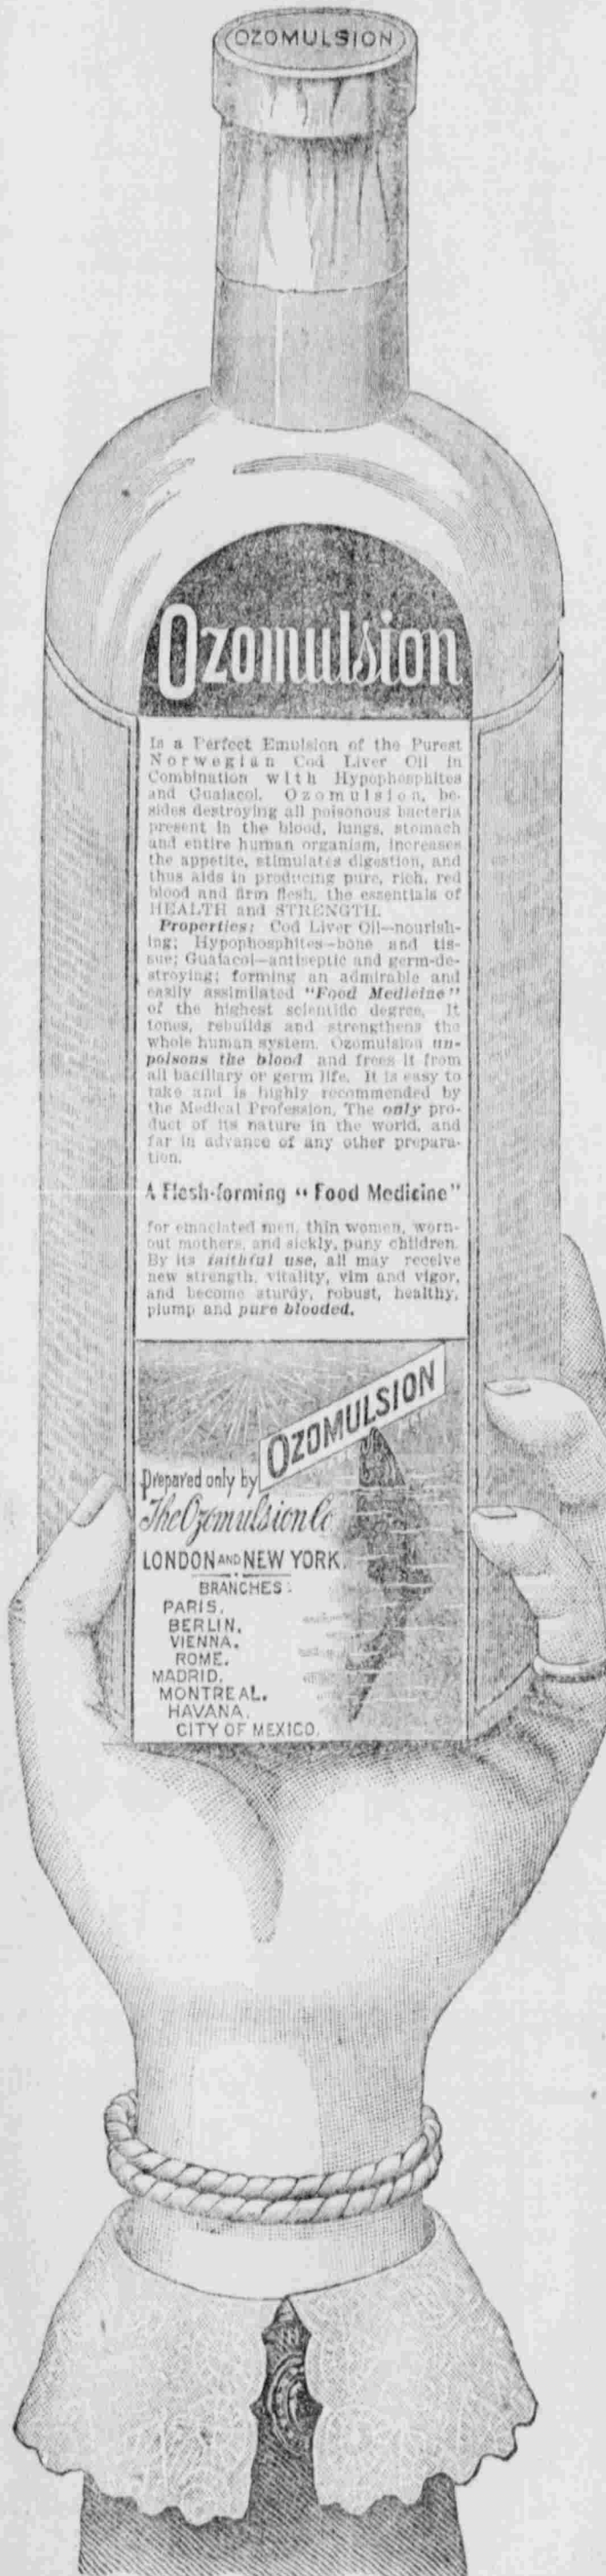 OZOMULSION
Ozomulsion
Is a Perfect Emulsion of the Purest
Norwegian Cod Liver Oil in
Combination with Hypophosphites
and Guaiacol. Ozomulsion, be-
sides destroying all poisonous bacteria
present in the blood, lungs, stomach
and entire human organism, increases
the appetite, stimulates digestion, and
thus aids in producing pure, rich, red
blood and firm flesh, the essentials of
HEALTH and STRENGTH.
Properties: Cod Liver Oil—nourish-
ing; Hypophosphites—bone and tis-
sue; Guaiacol—antiseptic and germ-de-
stroying; forming an admirable and
easily assimilated "Food Medicine"
of the highest scientific degree. It
tones, rebuilds and strengthens the
whole human system. Ozomulsion un-
poisons the blood and frees it from
all bacillary or germ life. It is easy to
take and is highly recommended by
the Medical Profession. The only pro-
duct of its nature in the world, and
far in advance of any other prepara-
tion.
A Flesh-forming "Food Medicine"
for emaciated men, thin women, worn-
out mothers, and sickly, puny children.
By its faithful use, all may receive
new strength, vitality, vim and vigor,
and become sturdy, robust, healthy,
plump and pure blooded.
OZOMULSION
Prepared only by
The Ozomulsion Co
LONDON AND NEW YORK.
BRANCHES:
PARIS,
BERLIN,
VIENNA,
ROME,
MADRID,
MONTREAL,
HAVANA,
CITY OF MEXICO.